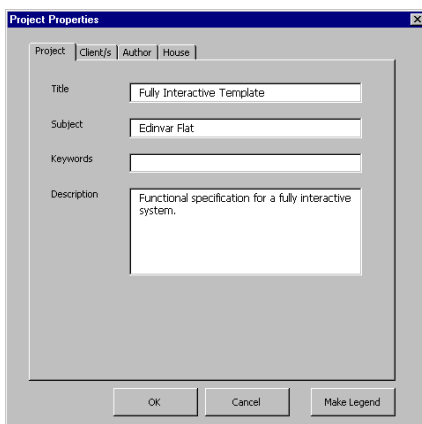 Project Properties
Project Client/s Author House
Title Fully Interactive Template
Subject Edinvar Flat
Keywords
Description Functional specification for a fully interactive
system.
OK Cancel Make Legend